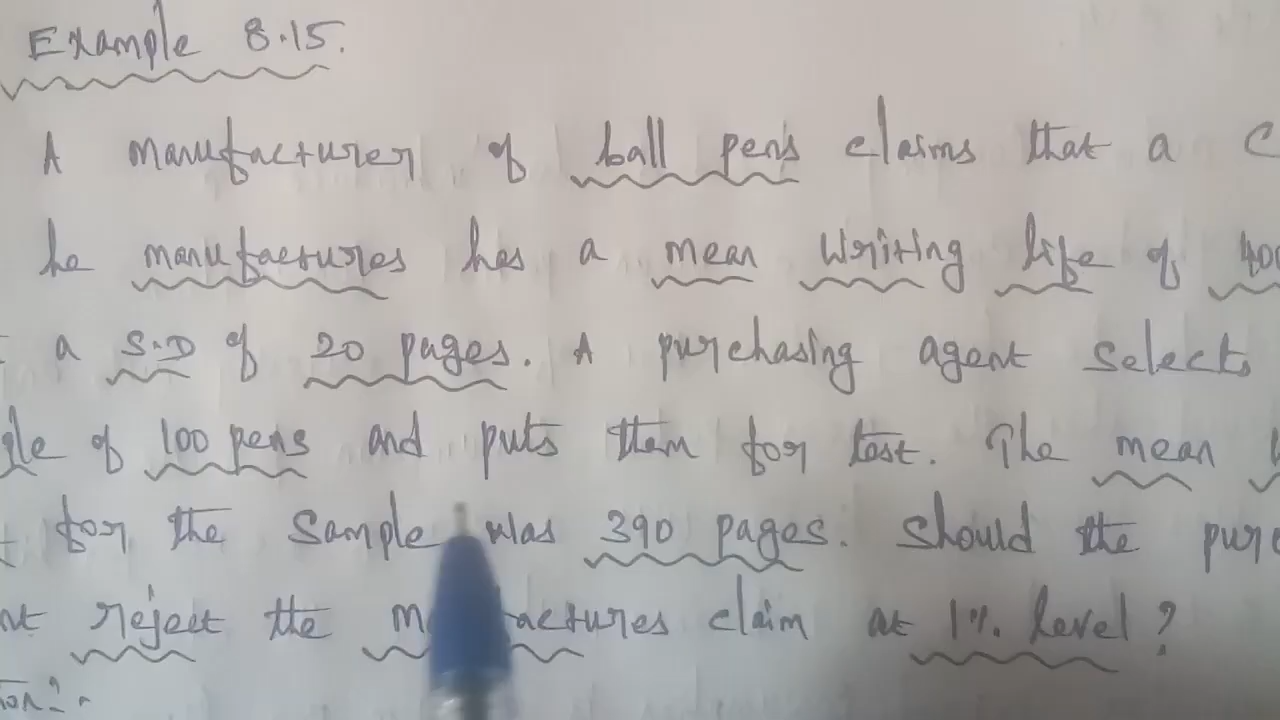 Example 8.15.
A manufacturer of ball pens claims that a
he manufactures has a mean writing life of 400
a S.D of 20 pages. A purchasing agent selects
of 100 pens and puts them for test. The mean
for the sample was 390 pages. Should the
reject the claim at 1% level?